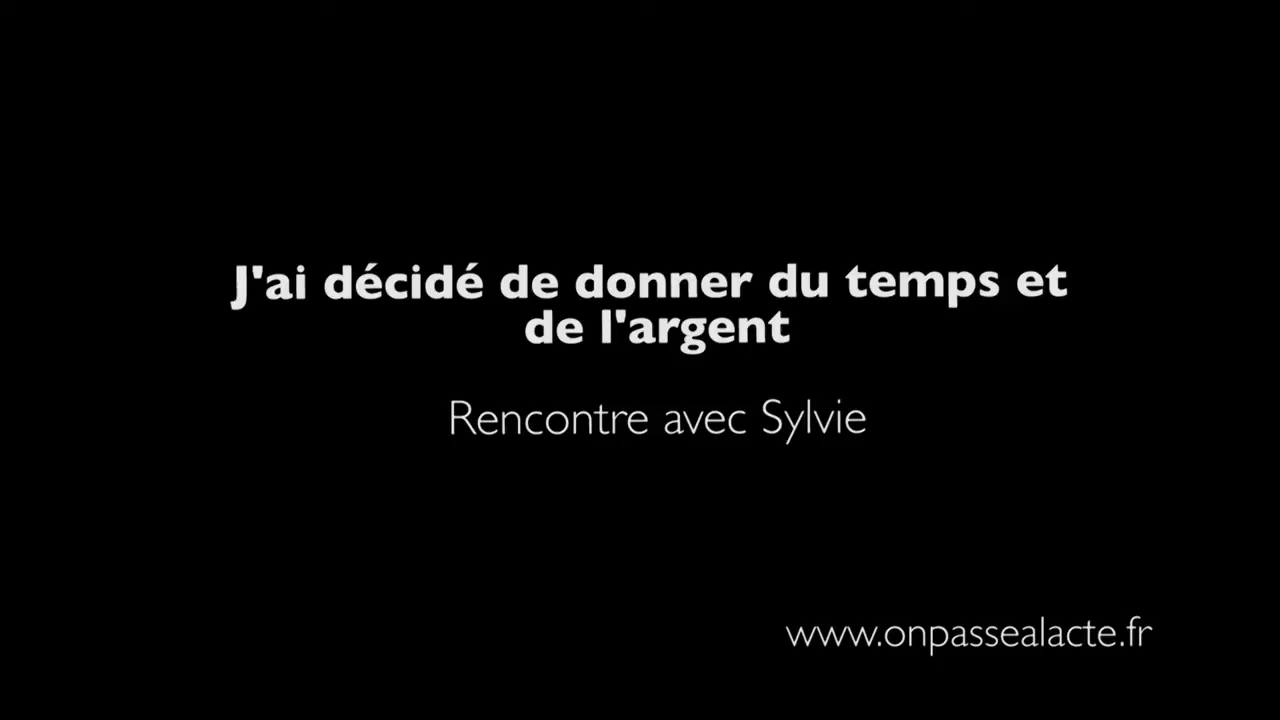 J'ai décidé de donner du temps et
de l'argent
Rencontre avec Sylvie
www.onpassealacte.fr